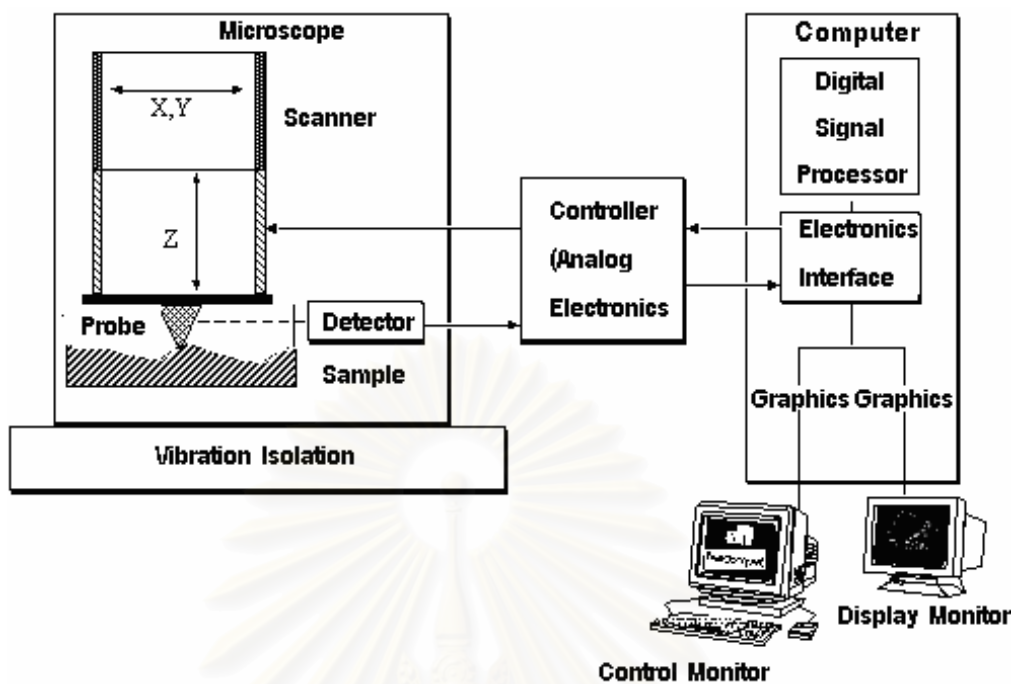 Microscope
X,Y
Scanner
Z
Probe
Detector
Sample
Vibration Isolation
Controller
(Analog
Electronics
Computer
Digital
Signal
Processor
Electronics
Interface
Graphics Graphics
Control Monitor
Display Monitor